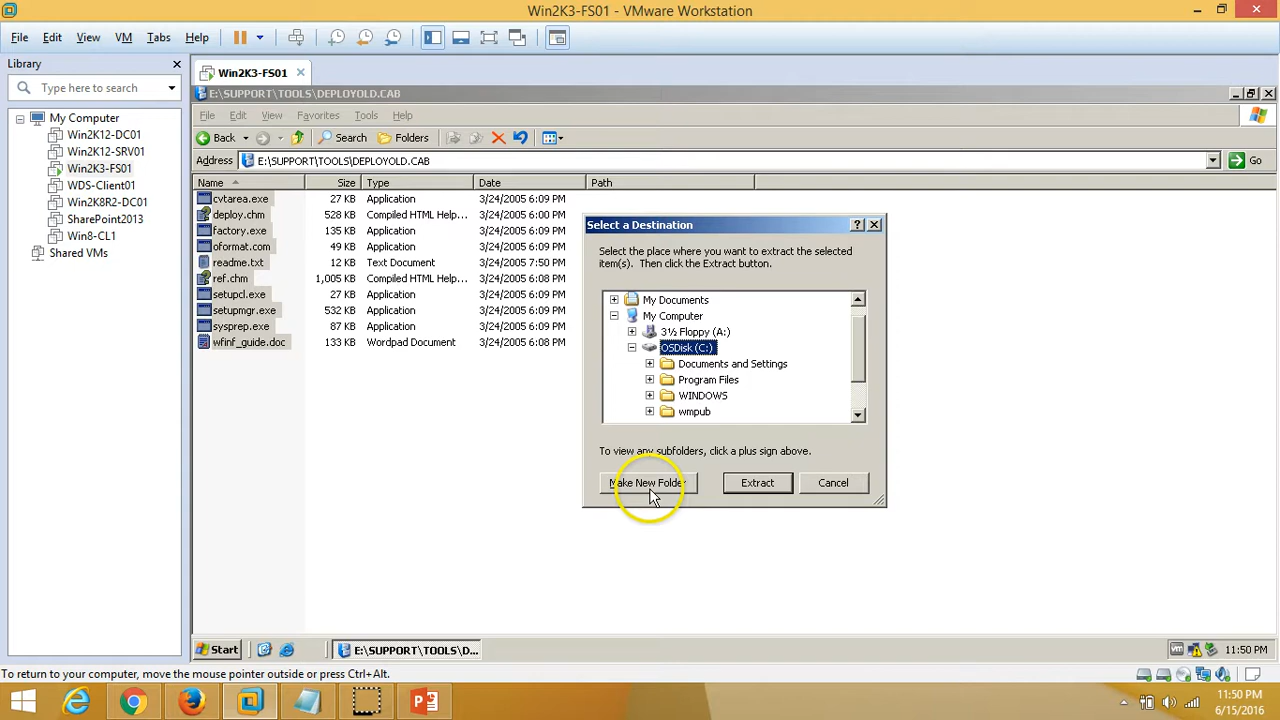 Win2K3-FS01 - VMware Workstation
File Edit View VM Tabs Help
Library
Type here to search
My Computer
Win2K12-DC01
Win2K12-SRV01
Win2K3-FS01
WDS-Client01
Win2K8R2-DC01
SharePoint2013
Win8-CL1
Shared VMs
Win2K3-FS01
E:\SUPPORT\TOOLS\DEPLOYOLD.CAB
File Edit View Favorites Tools Help
Back Search Folders
Address E:\SUPPORT\TOOLS\DEPLOYOLD.CAB Go
Name Size Type Date Path
cvtarea.exe 27 KB Application 3/24/2005 6:09 PM
deploy.chm 528 KB Compiled HTML Help... 3/24/2005 6:00 PM
factory.exe 135 KB Application 3/24/2005 6:09 PM
oformat.com 49 KB Application 3/24/2005 6:09 PM
readme.txt 12 KB Text Document 3/24/2005 7:50 PM
ref.chm 1,005 KB Compiled HTML Help... 3/24/2005 6:08 PM
setupcl.exe 27 KB Application 3/24/2005 6:09 PM
setupmgr.exe 532 KB Application 3/24/2005 6:09 PM
sysprep.exe 87 KB Application 3/24/2005 6:09 PM
wfinf_guide.doc 133 KB Wordpad Document 3/24/2005 6:08 PM
Select a Destination
Select the place where you want to extract the selected
item(s). Then click the Extract button.
My Documents
My Computer
3½ Floppy (A:)
OSDisk (C:)
Documents and Settings
Program Files
WINDOWS
wmpub
To view any subfolders, click a plus sign above.
Make New Folder Extract Cancel
Start E:\SUPPORT\TOOLS\D... 11:50 PM
To return to your computer, move the mouse pointer outside or press Ctrl+Alt.
11:50 PM
6/15/2016